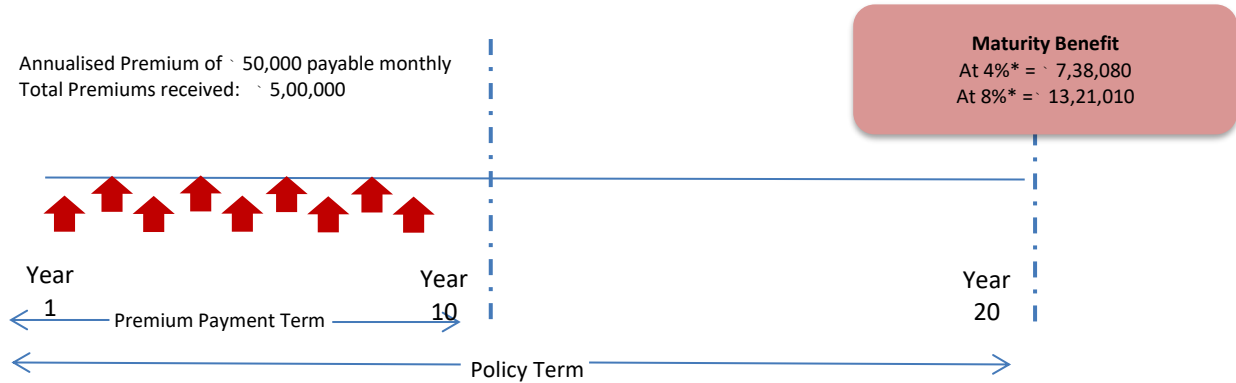 Annualised Premium of ` 50,000 payable monthly
Total Premiums received: ` 5,00,000
Maturity Benefit
At 4%* = ` 7,38,080
At 8%* = ` 13,21,010
Year
1
Year
10
Year
20
Premium Payment Term
Policy Term